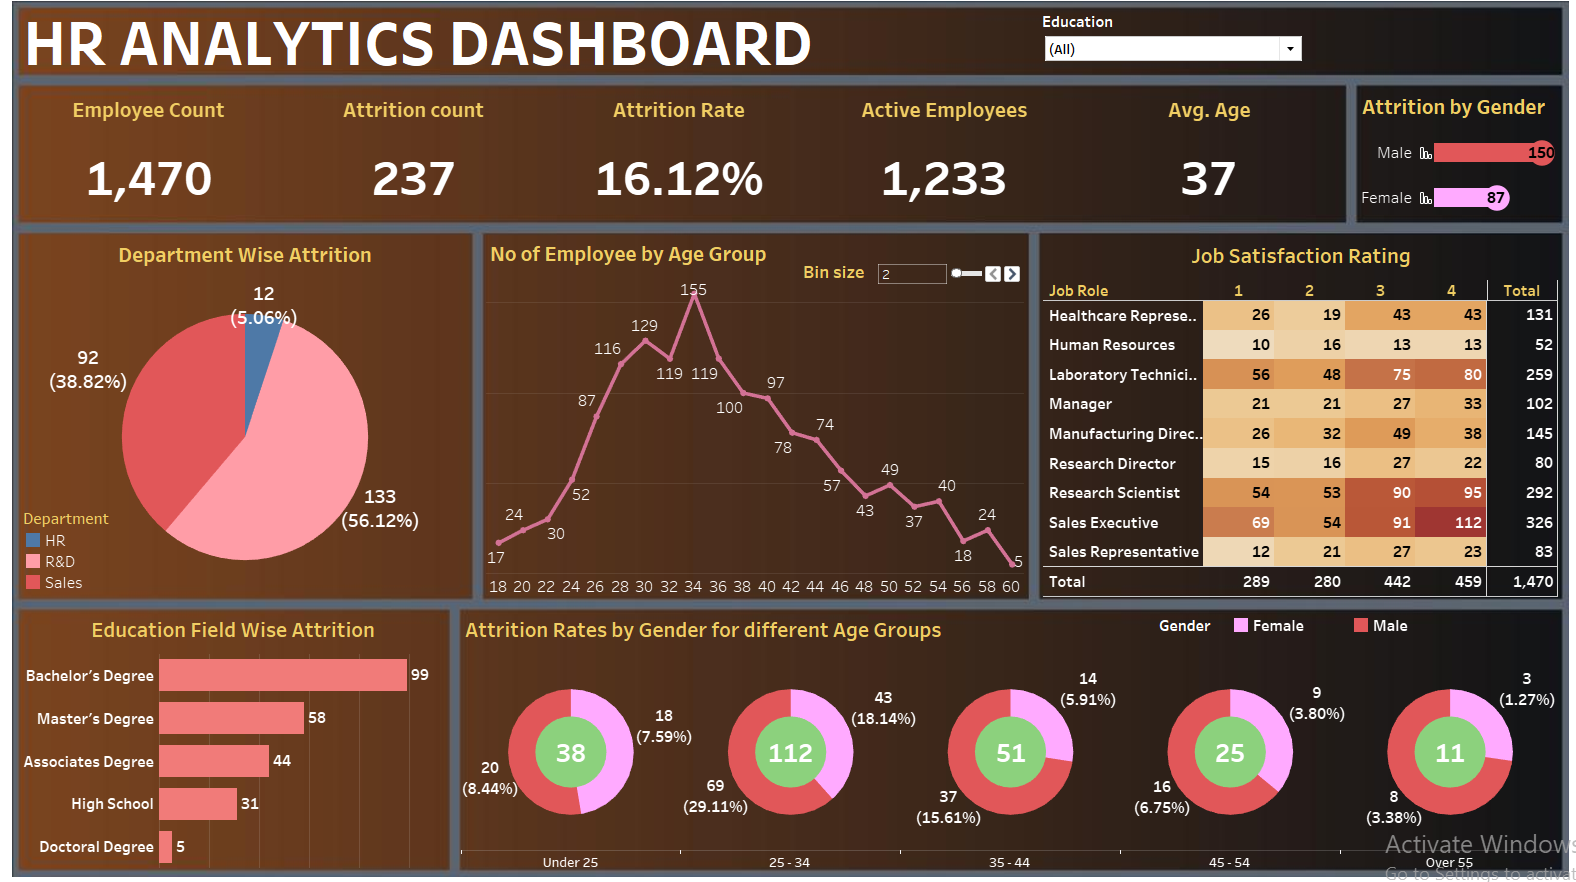 HR ANALYTICS DASHBOARD
Education
(All)
Employee Count
1,470
Attrition count
237
Attrition Rate
16.12%
Active Employees
1,233
Avg. Age
37
Attrition by Gender
Male 150
Female 87
Department Wise Attrition
12
(5.06%)
92
(38.82%)
133
(56.12%)
Department
HR
R&D
Sales
No of Employee by Age Group
Bin size 2
155
129
116
119 119
87
100
97
78
74
57
52
43
49
37
40
24
30
17
18
24
5
18 20 22 24 26 28 30 32 34 36 38 40 42 44 46 48 50 52 54 56 58 60
Job Satisfaction Rating
Job Role 1 2 3 4 Total
Healthcare Represe.. 26 19 43 43 131
Human Resources 10 16 13 13 52
Laboratory Technici.. 56 48 75 80 259
Manager 21 21 27 33 102
Manufacturing Direc.. 26 32 49 38 145
Research Director 15 16 27 22 80
Research Scientist 54 53 90 95 292
Sales Executive 69 54 91 112 326
Sales Representative 12 21 27 23 83
Total 289 280 442 459 1,470
Education Field Wise Attrition
Bachelor's Degree 99
Master's Degree 58
Associates Degree 44
High School 31
Doctoral Degree 5
Attrition Rates by Gender for different Age Groups
Gender Female Male
18
(7.59%)
38
20
(8.44%)
Under 25
43
(18.14%)
112
69
(29.11%)
25 - 34
14
(5.91%)
51
37
(15.61%)
35 - 44
9
(3.80%)
25
16
(6.75%)
45 - 54
3
(1.27%)
11
8
(3.38%)
Over 55
Activate Windows
Go to Settings to activat